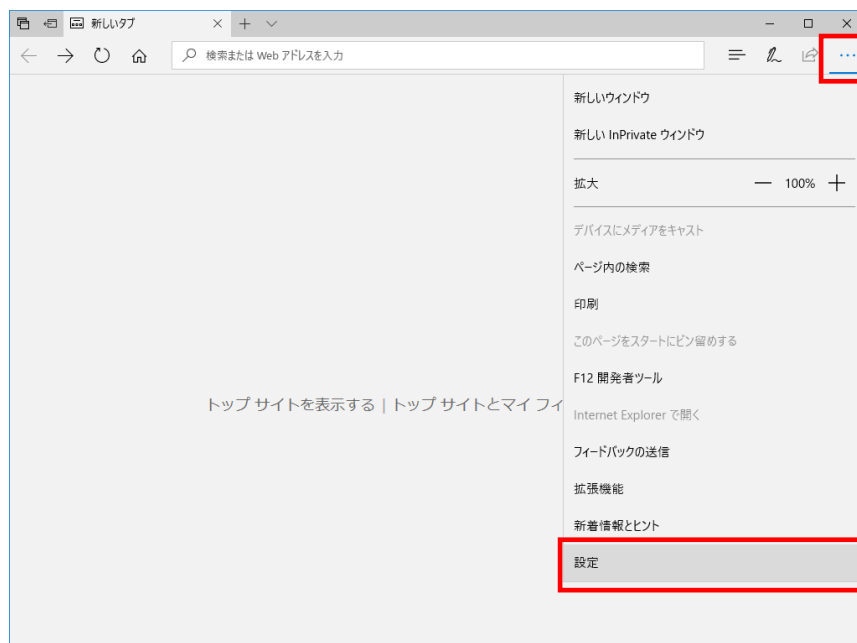 新しいタブ
検索または Web アドレスを入力
新しいウィンドウ
新しい InPrivate ウィンドウ
拡大
100%
デバイスにメディアをキャスト
ページ内の検索
印刷
このページをスタートにピン留めする
F12 開発者ツール
トップ サイトを表示する | トップ サイトとマイ フィ
Internet Explorer で開く
フィードバックの送信
拡張機能
新着情報とヒント
設定